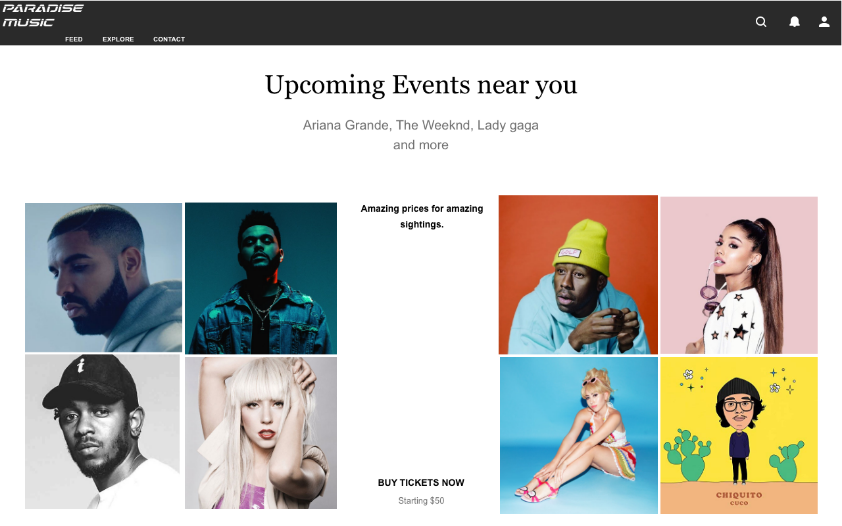 PARADISE
MUSIC
FEED EXPLORE CONTACT
Upcoming Events near you
Ariana Grande, The Weeknd, Lady gaga
and more
Amazing prices for amazing
sightings.
i
BUY TICKETS NOW
Starting $50
CHIQUITO
CUCO